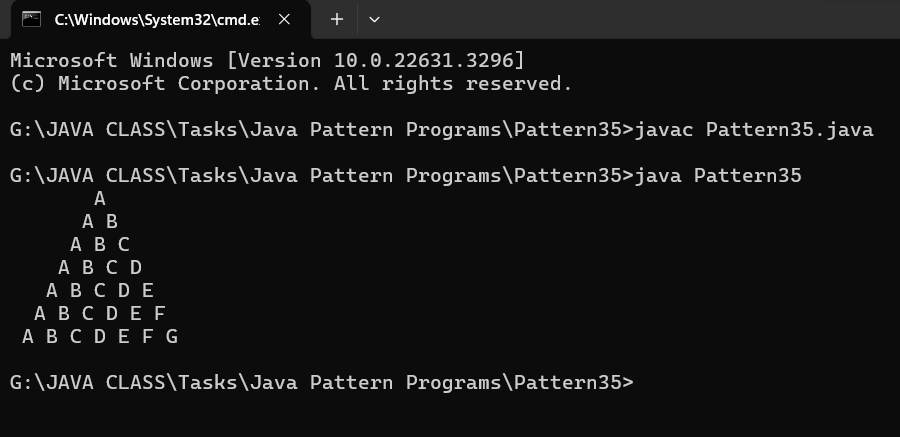 C:\Windows\System32\cmd.e
Microsoft Windows [Version 10.0.22631.3296]
(c) Microsoft Corporation. All rights reserved.
G:\JAVA CLASS\Tasks\Java Pattern Programs\Pattern35>javac Pattern35.java
G:\JAVA CLASS\Tasks\Java Pattern Programs\Pattern35>java Pattern35
       A
      A B
     A B C
    A B C D
   A B C D E
  A B C D E F
 A B C D E F G
G:\JAVA CLASS\Tasks\Java Pattern Programs\Pattern35>